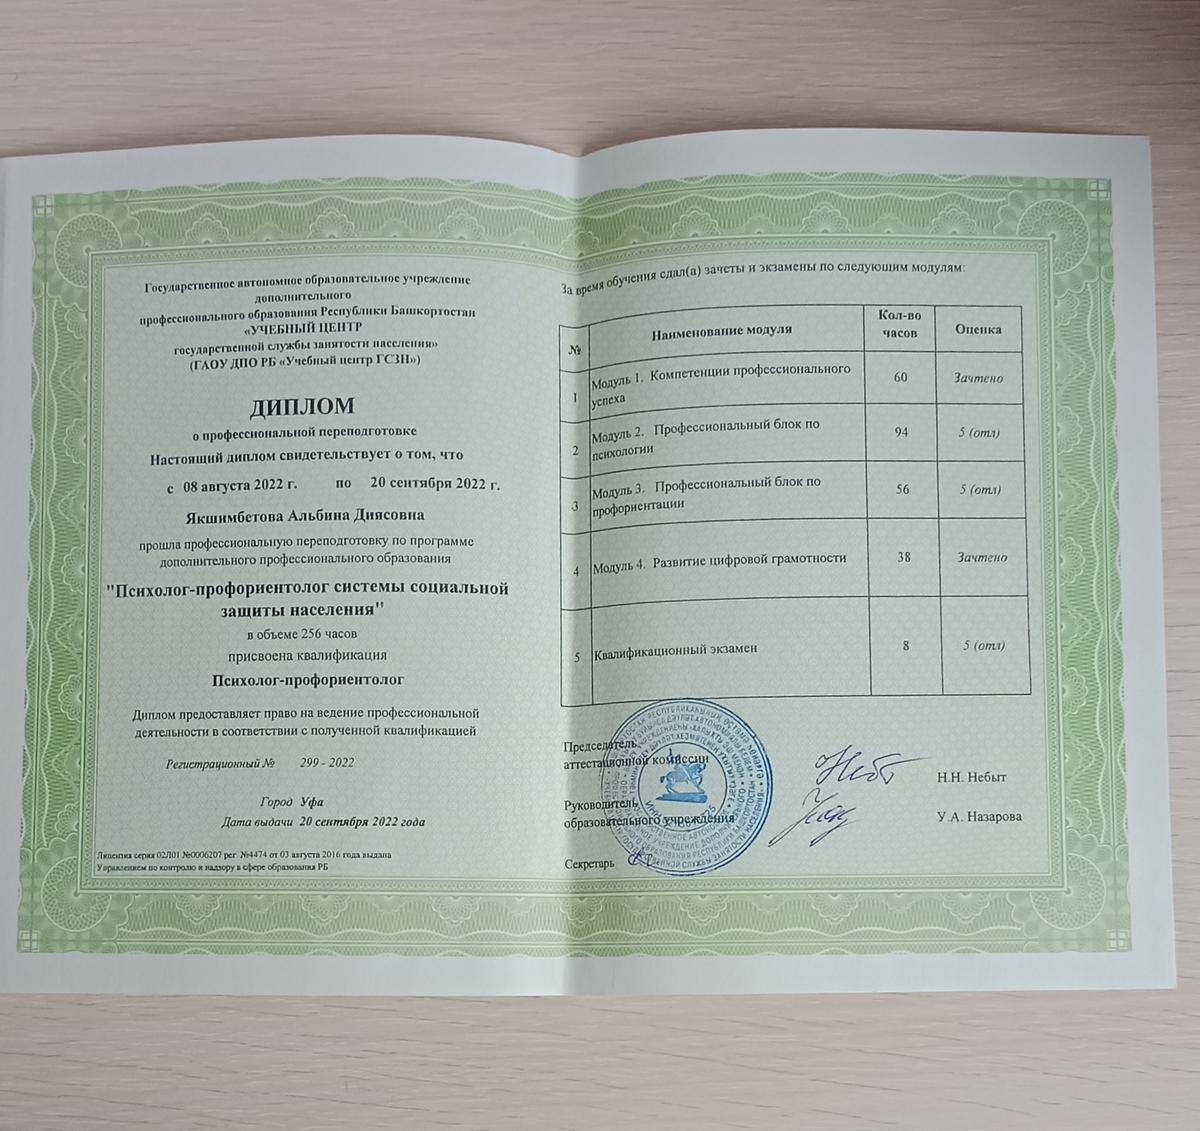 Государственное автономное образовательное учреждение
дополнительного
профессионального образования Республики Башкортостан
«УЧЕБНЫЙ ЦЕНТР
государственной службы занятости населения»
(ГАОУ ДПО РБ «Учебный центр ГСЗН»)
ДИПЛОМ
о профессиональной переподготовке
Настоящий диплом свидетельствует о том, что
с 08 августа 2022 г. по 20 сентября 2022 г.
Якшимбетова Альбина Диясовна
прошла профессиональную переподготовку по программе
дополнительного профессионального образования
"Психолог-профориентолог системы социальной
защиты населения"
в объеме 256 часов
присвоена квалификация
Психолог-профориентолог
Диплом предоставляет право на ведение профессиональной
деятельности в соответствии с полученной квалификацией
Регистрационный № 299 - 2022
Город Уфа
Дата выдачи 20 сентября 2022 года
Лицензия серия 02Л01 №0006207 рег. №4474 от 03 августа 2016 года выдана
Управлением по контролю и надзору в сфере образования РБ
За время обучения сдал(а) зачеты и экзамены по следующим модулям:
№ Наименование модуля Кол-во часов Оценка
1 Модуль 1. Компетенции профессионального 60 Зачтено
успеха
2 Модуль 2. Профессиональный блок по 94 5 (отл)
психологии
3 Модуль 3. Профессиональный блок по 56 5 (отл)
профориентации
4 Модуль 4. Развитие цифровой грамотности 38 Зачтено
5 Квалификационный экзамен 8 5 (отл)
Председатель
аттестационной комиссии Н.Н. Небыт
Руководитель
образовательного учреждения У.А. Назарова
Секретарь